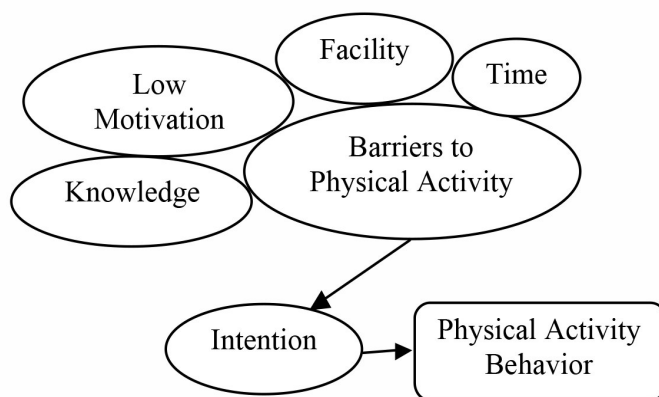 Facility
Time
Low
Motivation
Barriers to
Physical Activity
Knowledge
Intention
Physical Activity
Behavior